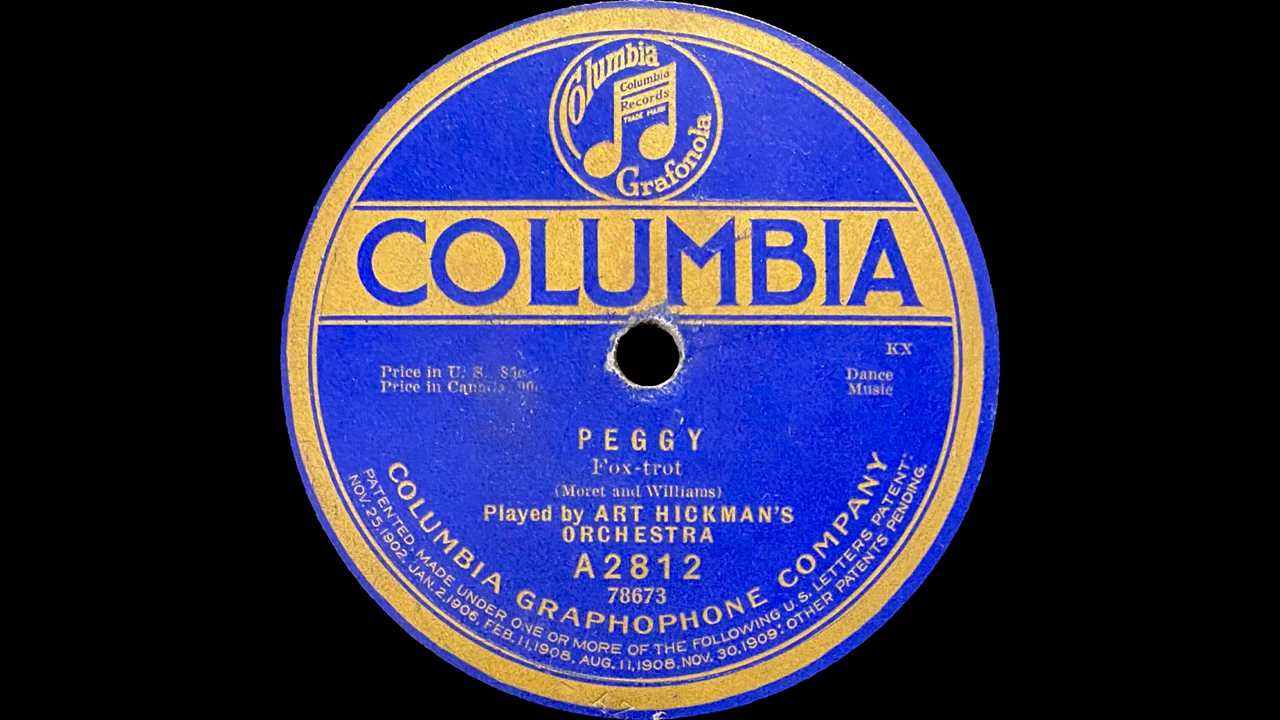 Columbia
Columbia
Records
TRADE MARK
Grafonola
COLUMBIA
KX
Price in U. S. 85c.
Price in Canada, 90c
Dance
Music
PEGGY
Fox-trot
(Moret and Williams)
Played by ART HICKMAN'S
ORCHESTRA
A2812
78673
COLUMBIA GRAPHOPHONE COMPANY
PATENTED. MADE UNDER ONE OR MORE OF THE FOLLOWING U.S. LETTERS PATENT:
NOV. 25, 1902, JAN. 2, 1906, FEB. 11, 1908, AUG. 11, 1908, NOV. 30, 1909: OTHER PATENTS PENDING.